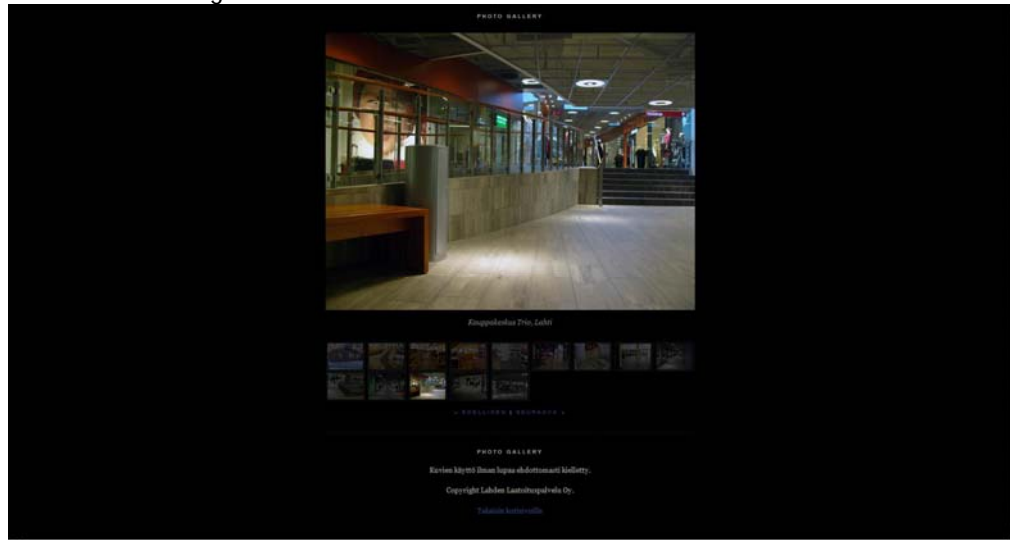 PHOTO GALLERY
Kauppakeskus Trio, Lahti
« EDELLINEN | SEURAAVA »
PHOTO GALLERY
Kuvien käyttö ilman lupaa ehdottomasti kielletty.
Copyright Lahden Laatoituspalvelu Oy.
Takaisin kotisivuille